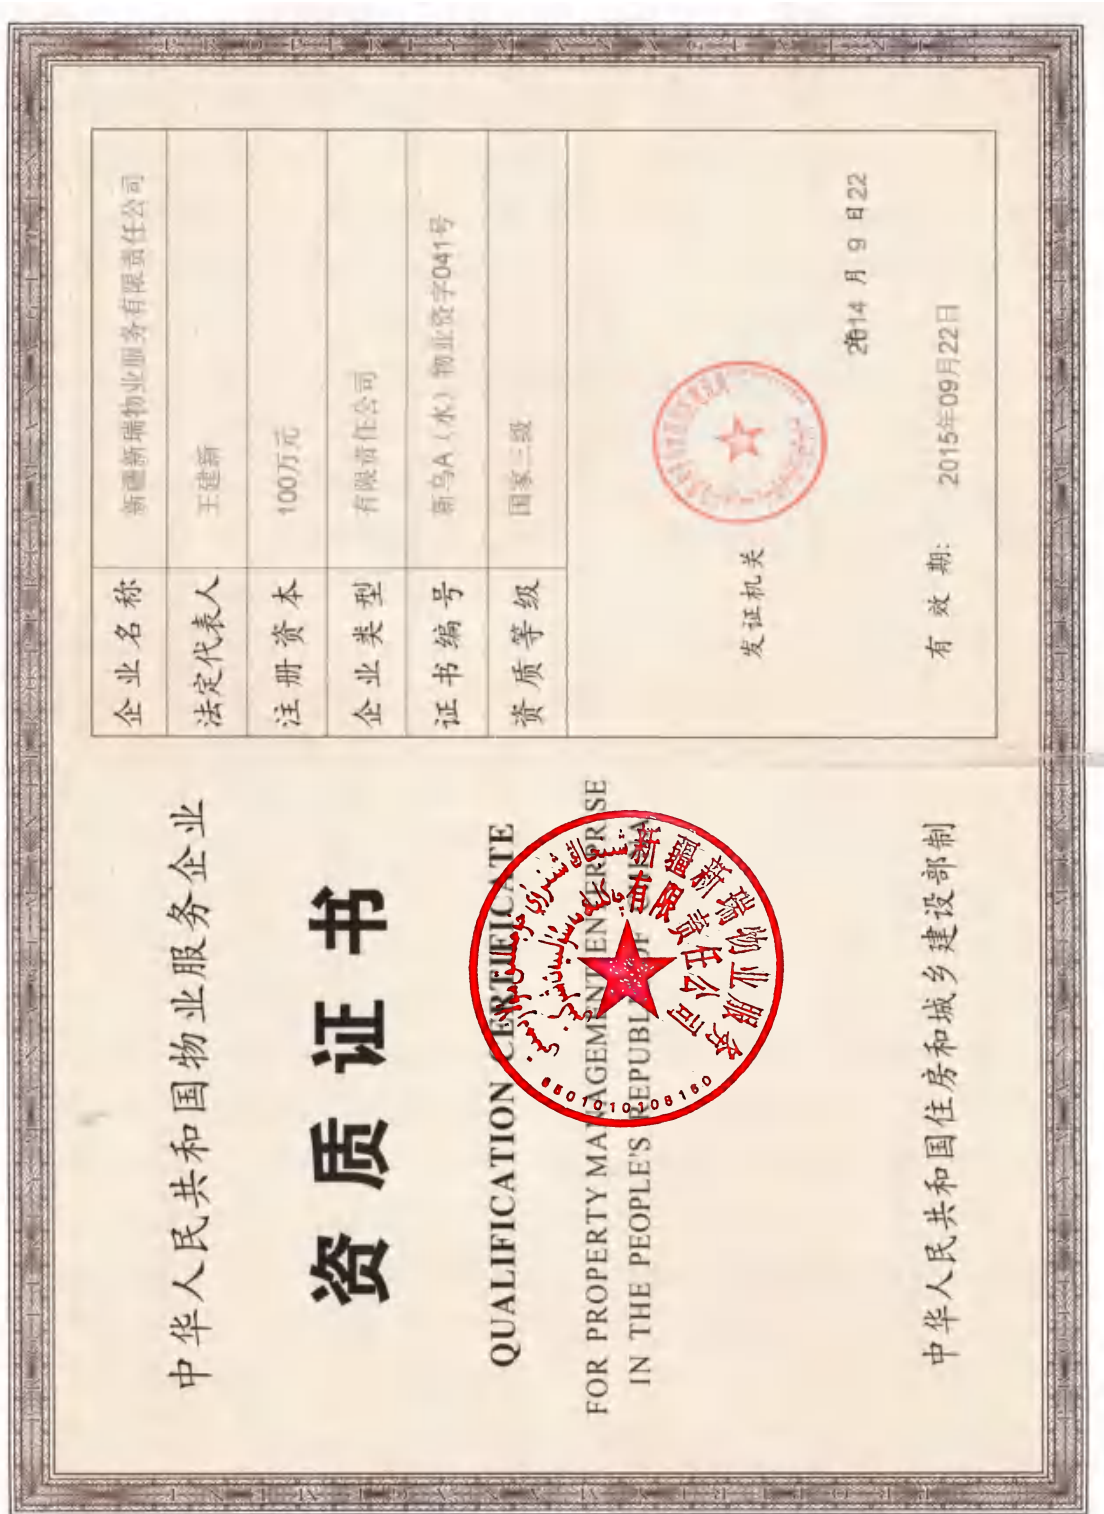 中华人民共和国物业服务企业
资质证书
QUALIFICATION CERTIFICATE
FOR PROPERTY MANAGEMENT ENTERPRISE
IN THE PEOPLE'S REPUBLIC OF CHINA
新疆新瑞物业服务
有限责任公司
6501010108160
中华人民共和国住房和城乡建设部制
企业名称 新疆新瑞物业服务有限责任公司
法定代表人 王建新
注册资本 100万元
企业类型 有限责任公司
证书编号 新乌A（水）物业资字041号
资质等级 国家三级
发证机关
2014 月 9 日22
有效期: 2015年09月22日